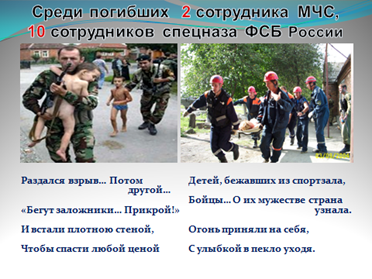 Среди погибших 2 сотрудника МЧС,
10 сотрудников спецназа ФСБ России
Раздался взрыв... Потом
другой...
«Бегут заложники... Прикрой!»
И встали плотною стеной,
Чтобы спасти любой ценой
Детей, бежавших из спортзала,
Бойцы... О их мужестве страна
узнала.
Огонь приняли на себя,
С улыбкой в пекло уходя.